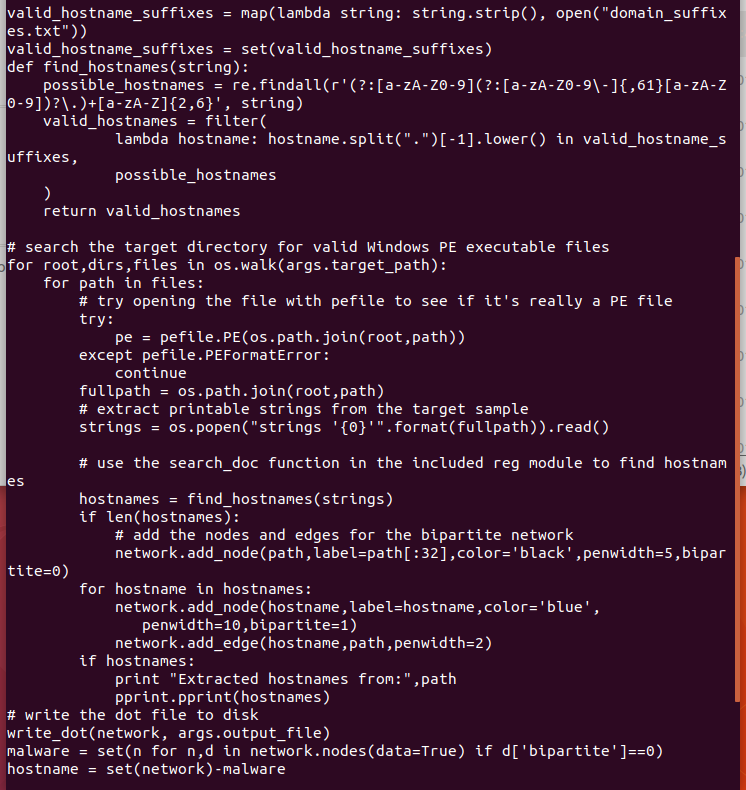 valid_hostname_suffixes = map(lambda string: string.strip(), open("domain_suffix
es.txt"))
valid_hostname_suffixes = set(valid_hostname_suffixes)
def find_hostnames(string):
    possible_hostnames = re.findall(r'(?:[a-zA-Z0-9](?:[a-zA-Z0-9\-]{,61}[a-zA-Z
0-9])?\.)+[a-zA-Z]{2,6}', string)
    valid_hostnames = filter(
            lambda hostname: hostname.split(".")[-1].lower() in valid_hostname_s
uffixes,
            possible_hostnames
    )
    return valid_hostnames

# search the target directory for valid Windows PE executable files
for root,dirs,files in os.walk(args.target_path):
    for path in files:
        # try opening the file with pefile to see if it's really a PE file
        try:
            pe = pefile.PE(os.path.join(root,path))
        except pefile.PEFormatError:
            continue
        fullpath = os.path.join(root,path)
        # extract printable strings from the target sample
        strings = os.popen("strings '{0}'".format(fullpath)).read()

        # use the search_doc function in the included reg module to find hostnam
es
        hostnames = find_hostnames(strings)
        if len(hostnames):
            # add the nodes and edges for the bipartite network
            network.add_node(path,label=path[:32],color='black',penwidth=5,bipar
tite=0)
        for hostname in hostnames:
            network.add_node(hostname,label=hostname,color='blue',
               penwidth=10,bipartite=1)
            network.add_edge(hostname,path,penwidth=2)
        if hostnames:
            print "Extracted hostnames from:",path
            pprint.pprint(hostnames)
# write the dot file to disk
write_dot(network, args.output_file)
malware = set(n for n,d in network.nodes(data=True) if d['bipartite']==0)
hostname = set(network)-malware